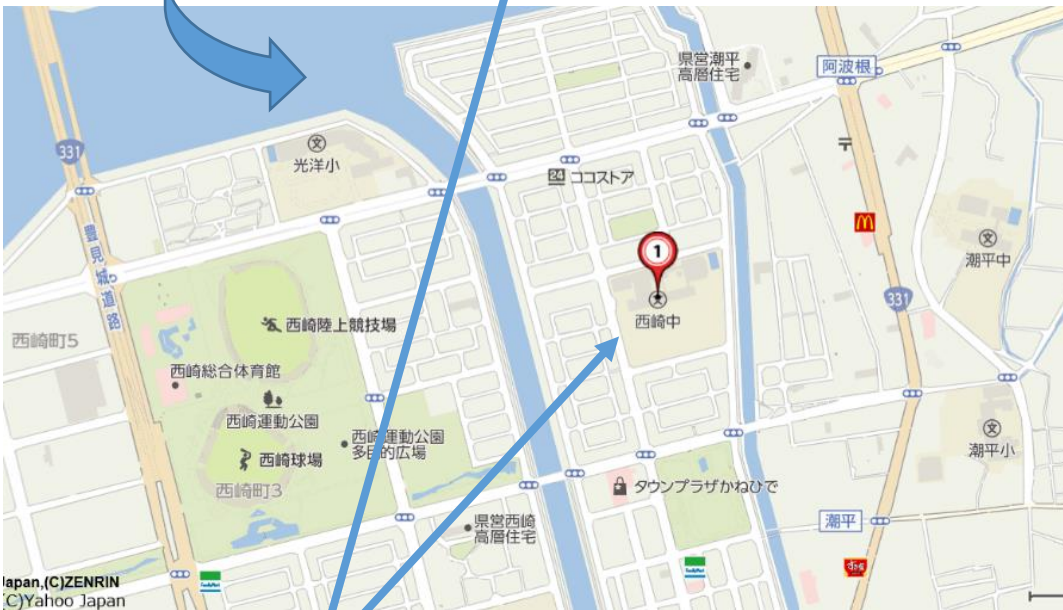 県営潮平
高層住宅
阿波根
331
光洋小
24 ココストア
豊見城道路
1
潮平中
西崎中
331
西崎町5
西崎陸上競技場
西崎総合体育館
西崎運動公園
西崎運動公園
多目的広場
西崎球場
西崎町3
潮平小
タウンプラザかねひで
県営西崎
高層住宅
潮平
FamilyMart
FamilyMart
Japan,(C)ZENRIN
(C)Yahoo Japan